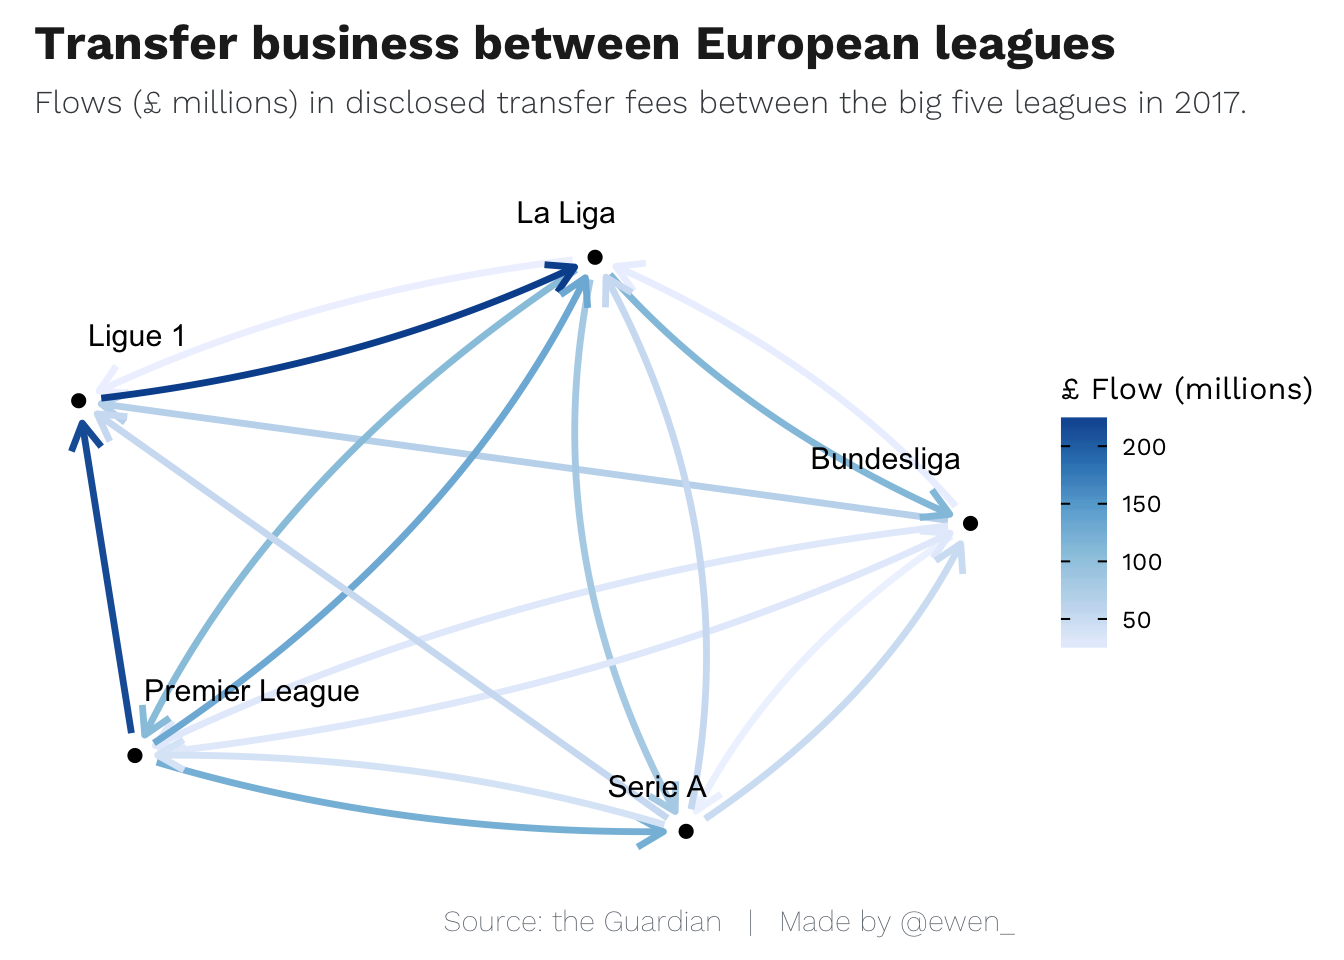 Transfer business between European leagues
Flows (£ millions) in disclosed transfer fees between the big five leagues in 2017.
La Liga
Ligue 1
£ Flow (millions)
200
Bundesliga
150
100
50
Premier League
Serie A
Source: the Guardian | Made by @ewen_